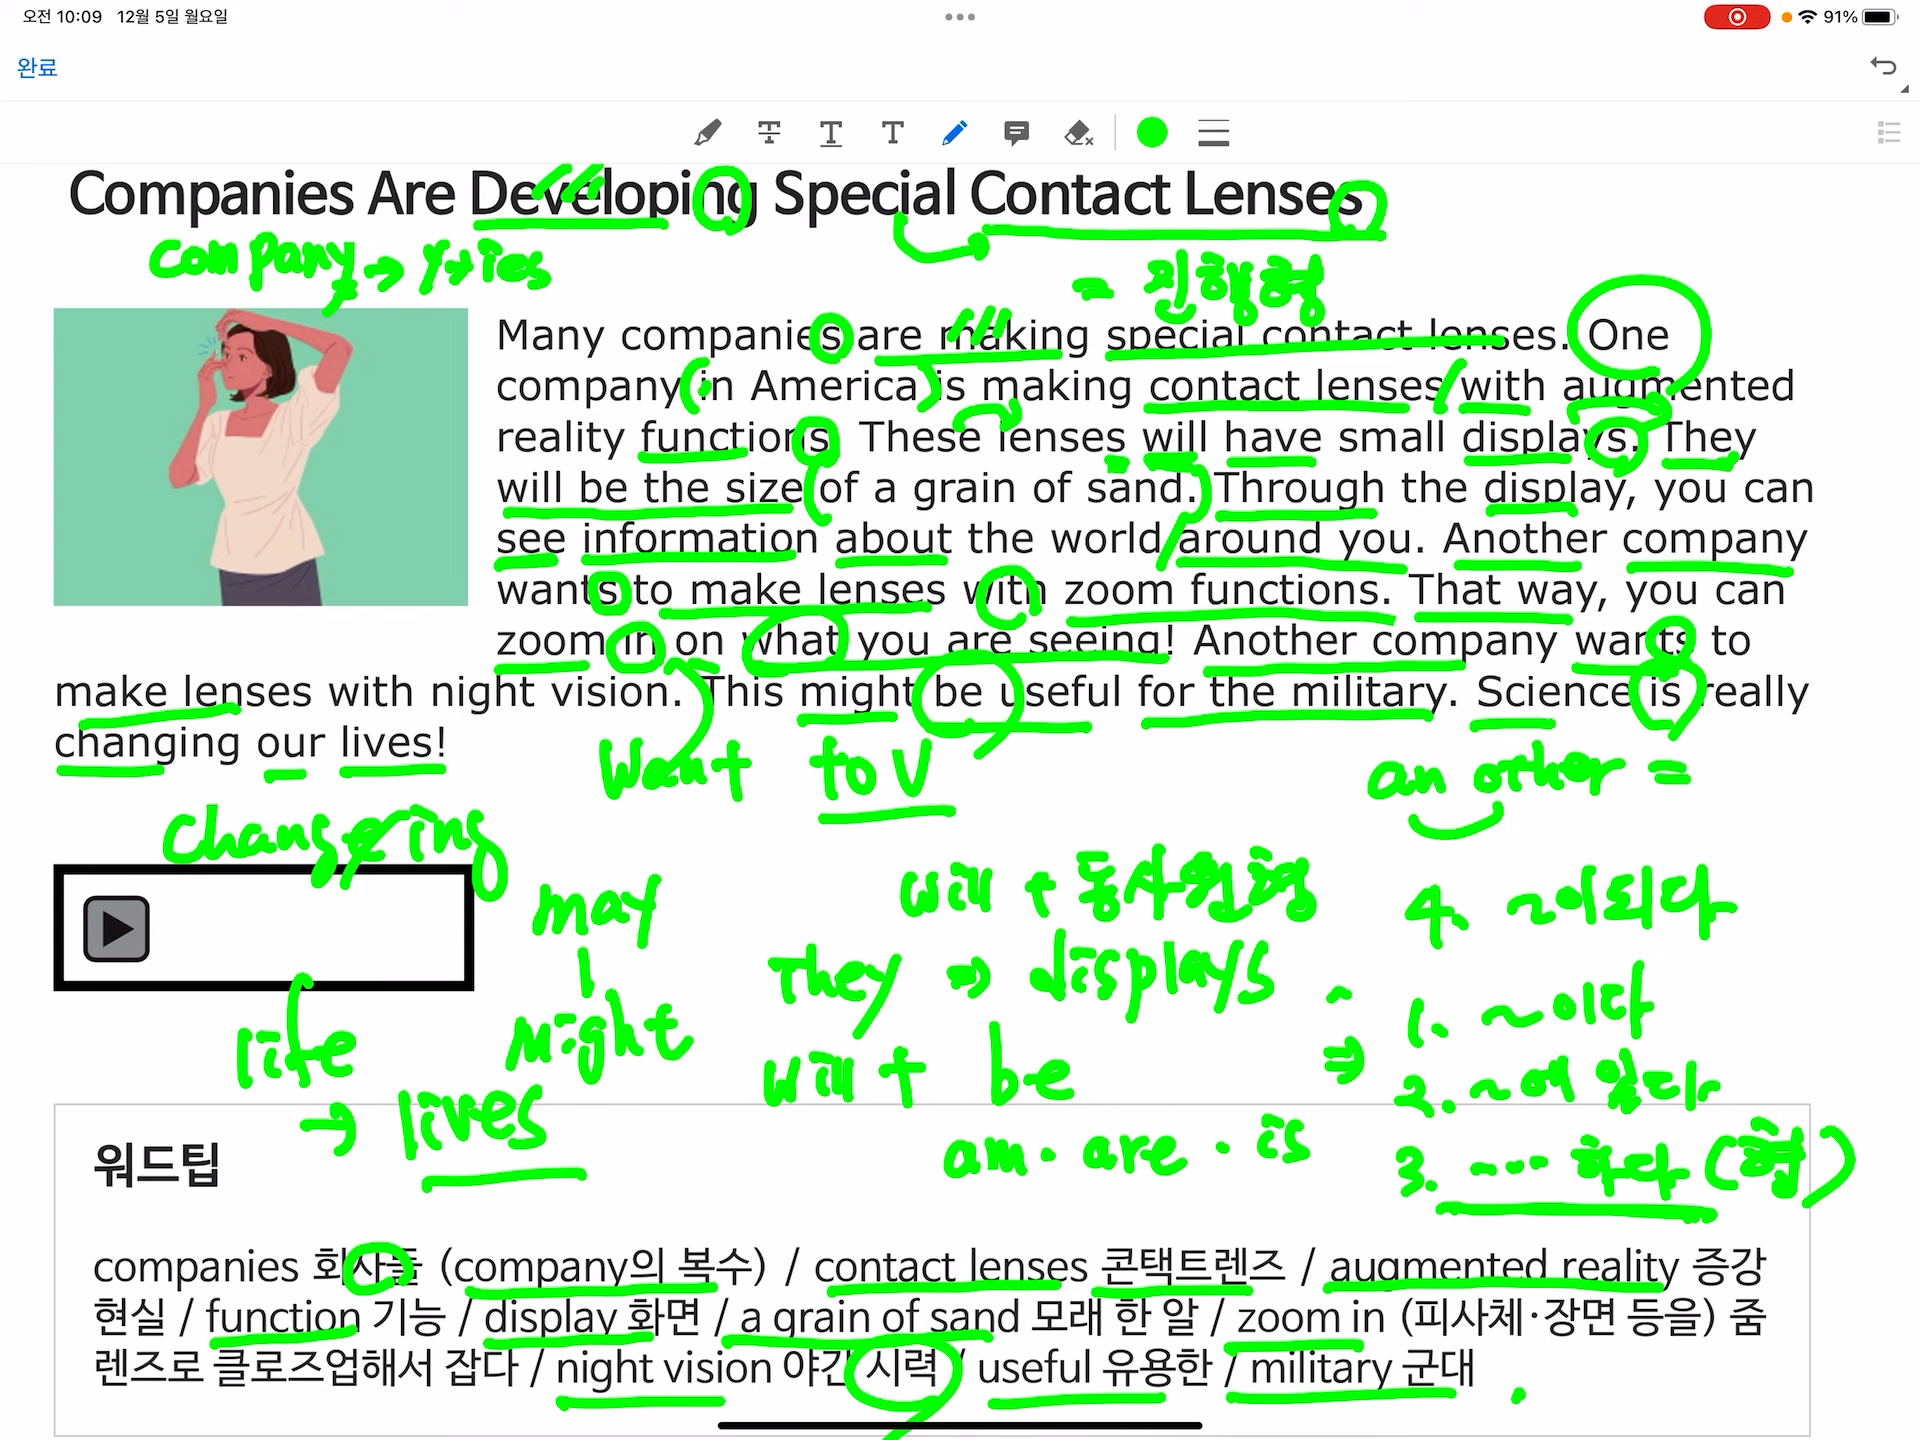 오전 10:09 12월 5일 월요일
91%
완료
Companies Are Developing Special Contact Lenses
company → y→ies
= 진행형
Many companies are making special contact lenses. One
company in America is making contact lenses with augmented
reality functions. These lenses will have small displays. They
will be the size of a grain of sand. Through the display, you can
see information about the world around you. Another company
wants to make lenses with zoom functions. That way, you can
zoom in on what you are seeing! Another company wants to
make lenses with night vision. This might be useful for the military. Science is really
changing our lives!
want to V
an other =
changeing
may
might
will + 동사원형
They ⇒ displays
will + be
am · are · is
⇒
4. ~이 되다
1. ~이다
2. ~에 있다
3. --- 하다 (형)
life
→ lives
워드팁
companies 회사들 (company의 복수) / contact lenses 콘택트렌즈 / augmented reality 증강
현실 / function 기능 / display 화면 / a grain of sand 모래 한 알 / zoom in (피사체·장면 등을) 줌
렌즈로 클로즈업해서 잡다 / night vision 야간 시력 / useful 유용한 / military 군대